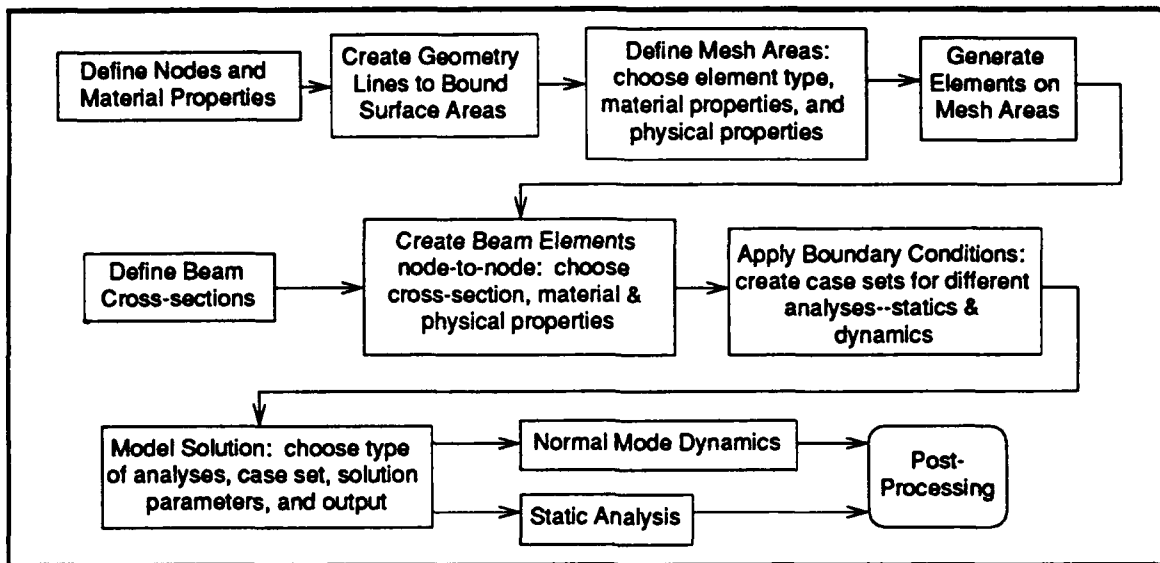 Define Nodes and
Material Properties
Create Geometry
Lines to Bound
Surface Areas
Define Mesh Areas:
choose element type,
material properties, and
physical properties
Generate
Elements on
Mesh Areas
Define Beam
Cross-sections
Create Beam Elements
node-to-node: choose
cross-section, material &
physical properties
Apply Boundary Conditions:
create case sets for different
analyses--statics &
dynamics
Model Solution: choose type
of analyses, case set, solution
parameters, and output
Normal Mode Dynamics
Static Analysis
Post-
Processing